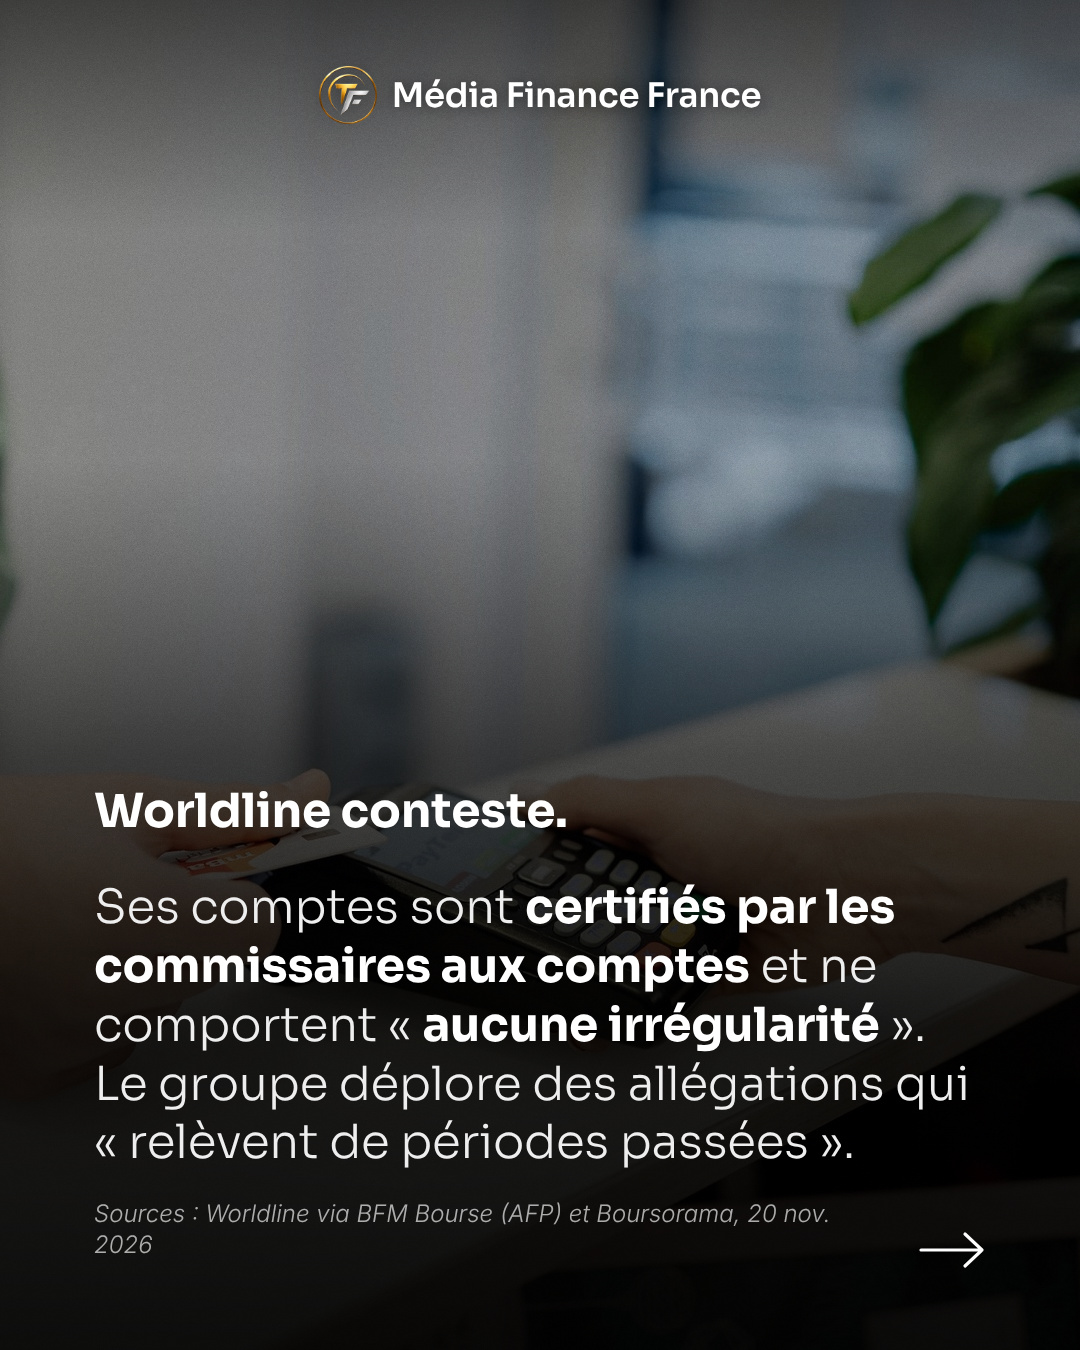 Média Finance France
Worldline conteste.
Ses comptes sont certifiés par les
commissaires aux comptes et ne
comportent « aucune irrégularité ».
Le groupe déplore des allégations qui
« relèvent de périodes passées ».
Sources : Worldline via BFM Bourse (AFP) et Boursorama, 20 nov.
2026